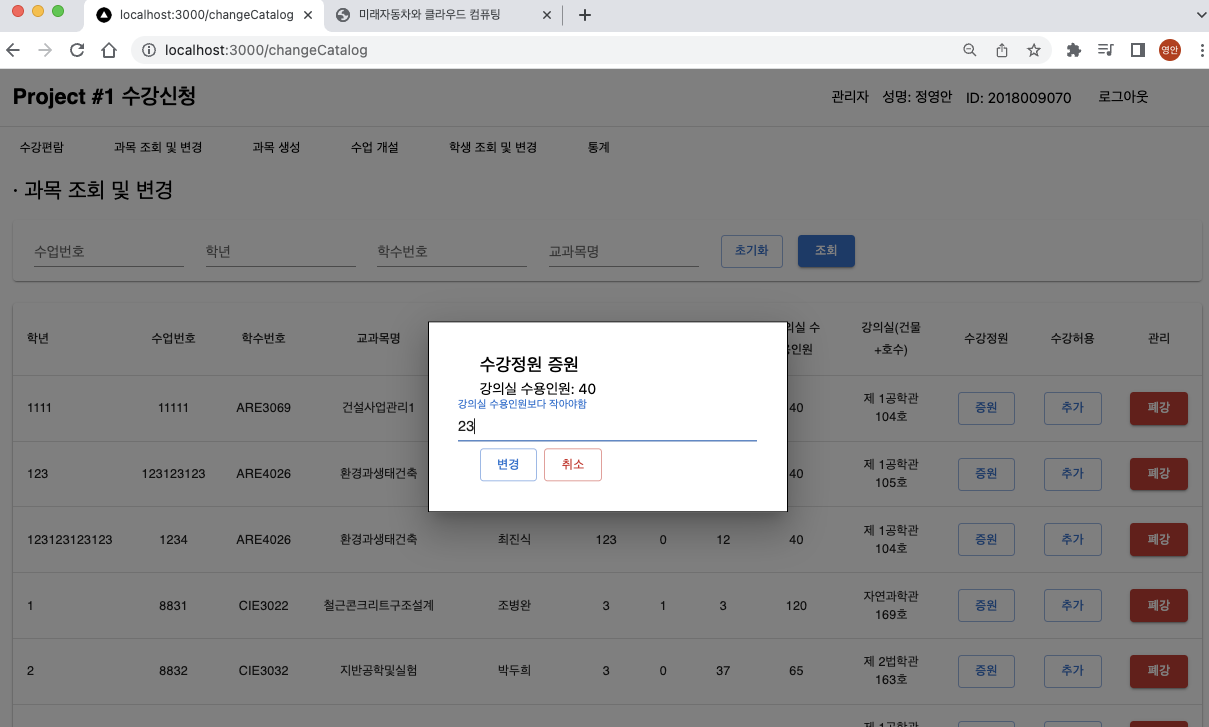 localhost:3000/changeCatalog
미래자동차와 클라우드 컴퓨팅
localhost:3000/changeCatalog
영안
Project #1 수강신청
관리자 성명: 정영안 ID: 2018009070 로그아웃
수강편람 과목 조회 및 변경 과목 생성 수업 개설 학생 조회 및 변경 통계
· 과목 조회 및 변경
수업번호 학년 학수번호 교과목명 초기화 조회
학년 수업번호 학수번호 교과목명 강의실(건물+호수) 수강정원 수강허용 관리
수강정원 증원
강의실 수용인원: 40
강의실 수용인원보다 작아야함
23
변경 취소
1111 11111 ARE3069 건설사업관리1 40 제 1공학관 104호 증원 추가 폐강
123 123123123 ARE4026 환경과생태건축 40 제 1공학관 105호 증원 추가 폐강
123123123123 1234 ARE4026 환경과생태건축 최진식 123 0 12 40 제 1공학관 104호 증원 추가 폐강
1 8831 CIE3022 철근콘크리트구조설계 조병완 3 1 3 120 자연과학관 169호 증원 추가 폐강
2 8832 CIE3032 지반공학및실험 박두희 3 0 37 65 제 2법학관 163호 증원 추가 폐강